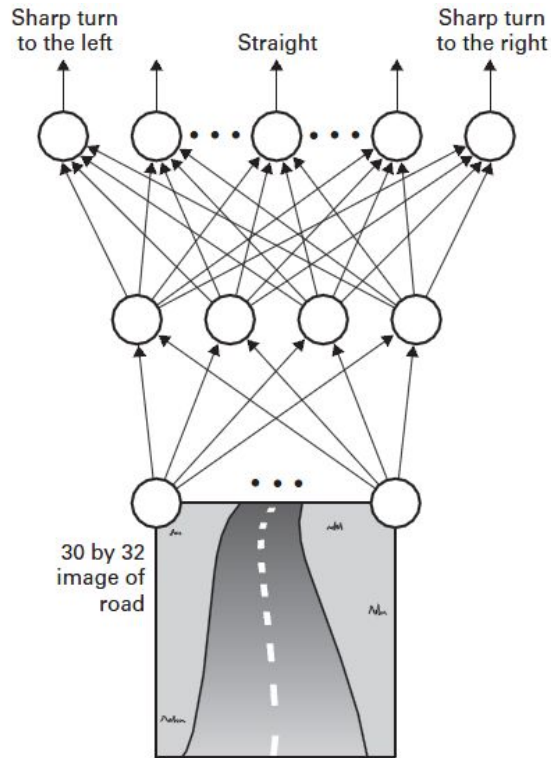 Sharp turn
to the left
Straight
Sharp turn
to the right
30 by 32
image of
road